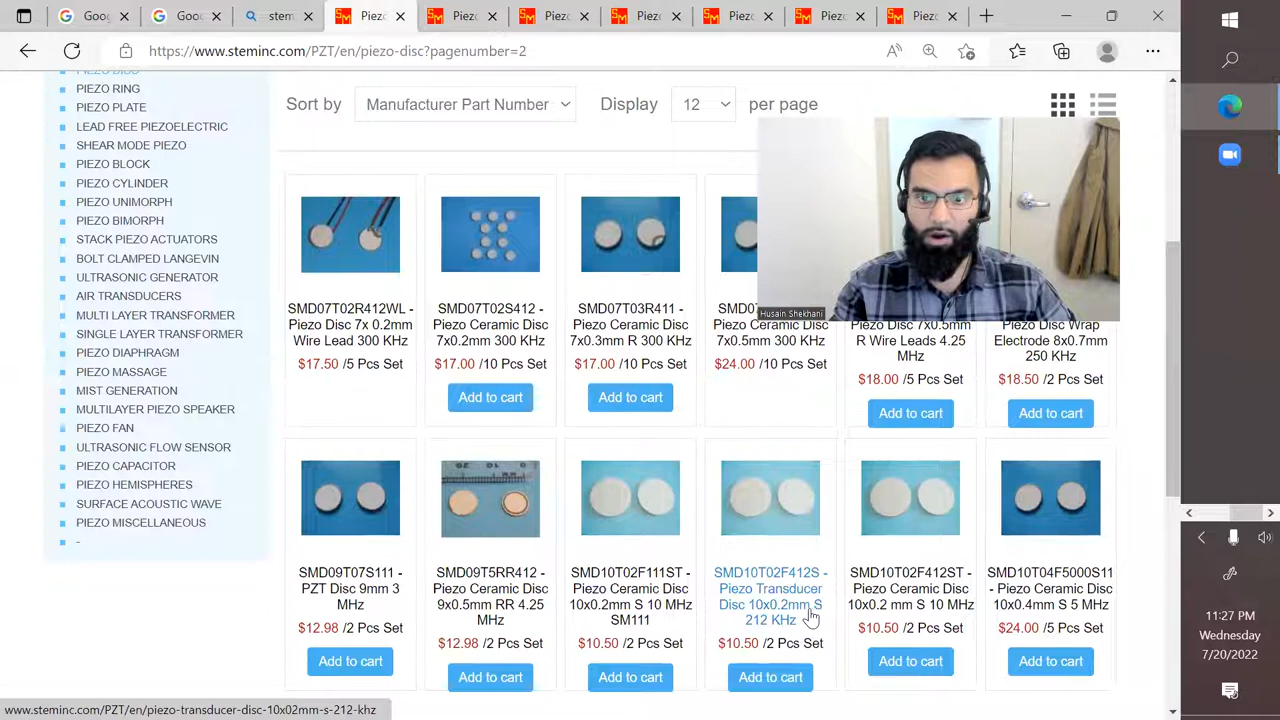 Goog
Goo
stem
Piezo
Piezo
Piezo
Piezo
Piezo
Piezo
Piezo
https://www.steminc.com/PZT/en/piezo-disc?pagenumber=2
PIEZO DISC
PIEZO RING
PIEZO PLATE
LEAD FREE PIEZOELECTRIC
SHEAR MODE PIEZO
PIEZO BLOCK
PIEZO CYLINDER
PIEZO UNIMORPH
PIEZO BIMORPH
STACK PIEZO ACTUATORS
BOLT CLAMPED LANGEVIN
ULTRASONIC GENERATOR
AIR TRANSDUCERS
MULTI LAYER TRANSFORMER
SINGLE LAYER TRANSFORMER
PIEZO DIAPHRAGM
PIEZO MASSAGE
MIST GENERATION
MULTILAYER PIEZO SPEAKER
PIEZO FAN
ULTRASONIC FLOW SENSOR
PIEZO CAPACITOR
PIEZO HEMISPHERES
SURFACE ACOUSTIC WAVE
PIEZO MISCELLANEOUS
-
Sort by Manufacturer Part Number Display 12 per page
Husain Shekhani
SMD07T02R412WL -
Piezo Disc 7x 0.2mm
Wire Lead 300 KHz
$17.50 /5 Pcs Set
SMD07T02S412 -
Piezo Ceramic Disc
7x0.2mm 300 KHz
$17.00 /10 Pcs Set
Add to cart
SMD07T03R411 -
Piezo Ceramic Disc
7x0.3mm R 300 KHz
$17.00 /10 Pcs Set
Add to cart
SMD07T0
Piezo Ceramic Disc
7x0.5mm 300 KHz
$24.00 /10 Pcs Set
Piezo Disc 7x0.5mm
R Wire Leads 4.25
MHz
$18.00 /5 Pcs Set
Add to cart
Piezo Disc Wrap
Electrode 8x0.7mm
250 KHz
$18.50 /2 Pcs Set
Add to cart
SMD09T07S111 -
PZT Disc 9mm 3
MHz
$12.98 /2 Pcs Set
Add to cart
SMD09T5RR412 -
Piezo Ceramic Disc
9x0.5mm RR 4.25
MHz
$12.98 /2 Pcs Set
Add to cart
SMD10T02F111ST -
Piezo Ceramic Disc
10x0.2mm S 10 MHz
SM111
$10.50 /2 Pcs Set
Add to cart
SMD10T02F412S -
Piezo Transducer
Disc 10x0.2mm S
212 KHz
$10.50 /2 Pcs Set
Add to cart
SMD10T02F412ST -
Piezo Ceramic Disc
10x0.2 mm S 10 MHz
$10.50 /2 Pcs Set
Add to cart
SMD10T04F5000S11
- Piezo Ceramic Disc
10x0.4mm S 5 MHz
$24.00 /5 Pcs Set
Add to cart
www.steminc.com/PZT/en/piezo-transducer-disc-10x02mm-s-212-khz
11:27 PM
Wednesday
7/20/2022